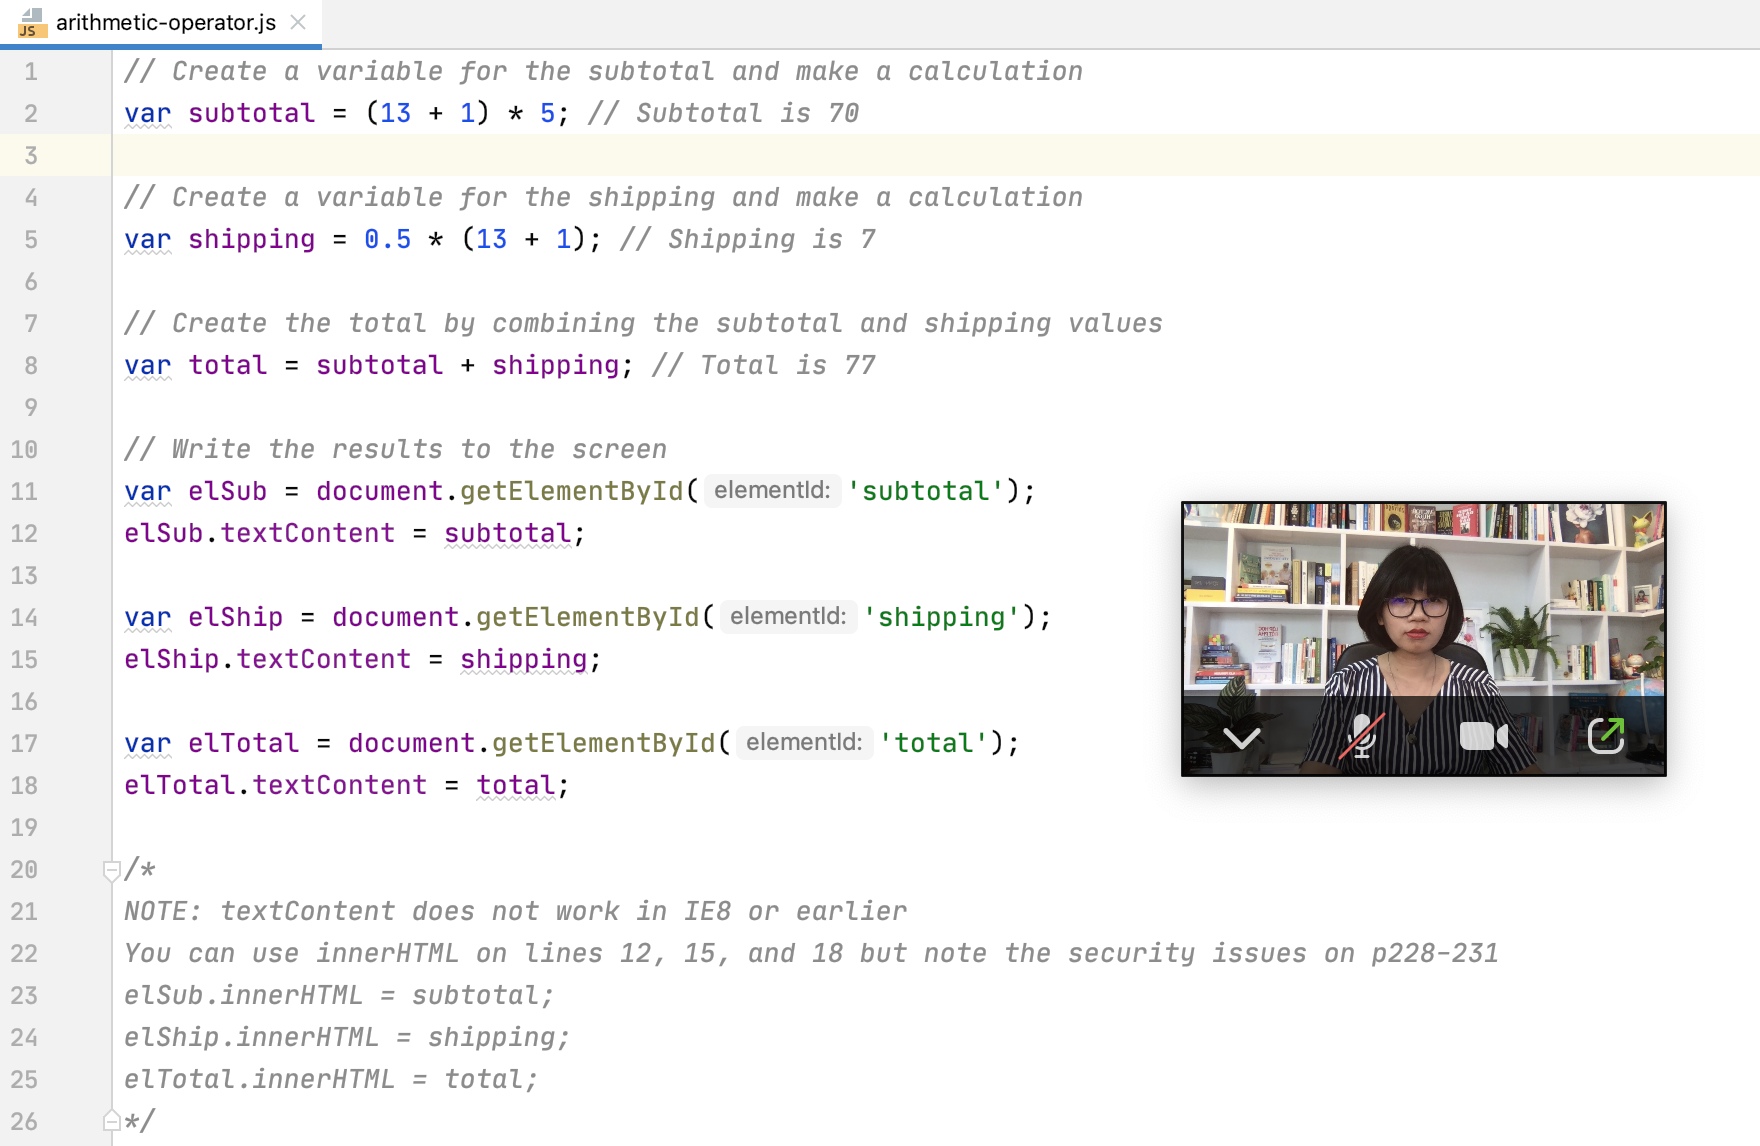 JS arithmetic-operator.js
1 // Create a variable for the subtotal and make a calculation
2 var subtotal = (13 + 1) * 5; // Subtotal is 70
3
4 // Create a variable for the shipping and make a calculation
5 var shipping = 0.5 * (13 + 1); // Shipping is 7
6
7 // Create the total by combining the subtotal and shipping values
8 var total = subtotal + shipping; // Total is 77
9
10 // Write the results to the screen
11 var elSub = document.getElementById( elementId: 'subtotal');
12 elSub.textContent = subtotal;
13
14 var elShip = document.getElementById( elementId: 'shipping');
15 elShip.textContent = shipping;
16
17 var elTotal = document.getElementById( elementId: 'total');
18 elTotal.textContent = total;
19
20 /*
21 NOTE: textContent does not work in IE8 or earlier
22 You can use innerHTML on lines 12, 15, and 18 but note the security issues on p228-231
23 elSub.innerHTML = subtotal;
24 elShip.innerHTML = shipping;
25 elTotal.innerHTML = total;
26 */